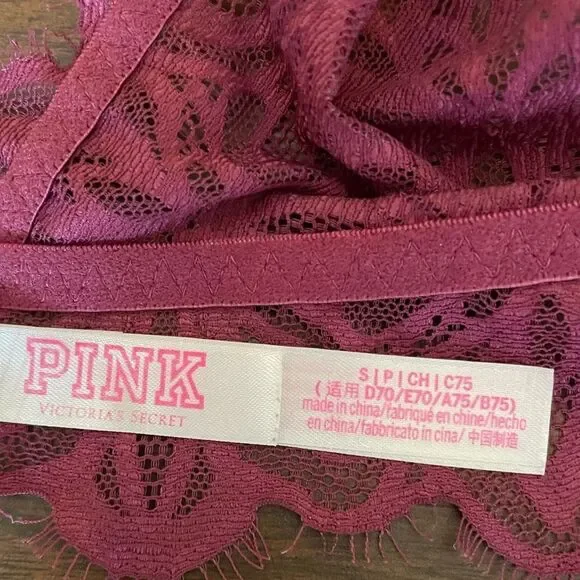 PINK
VICTORIA'S SECRET
S|P|CH|C75
(适用 D70/E70/A75/B75)
made in china/fabriqué en chine/hecho
en china/fabbricato in cina/中国制造